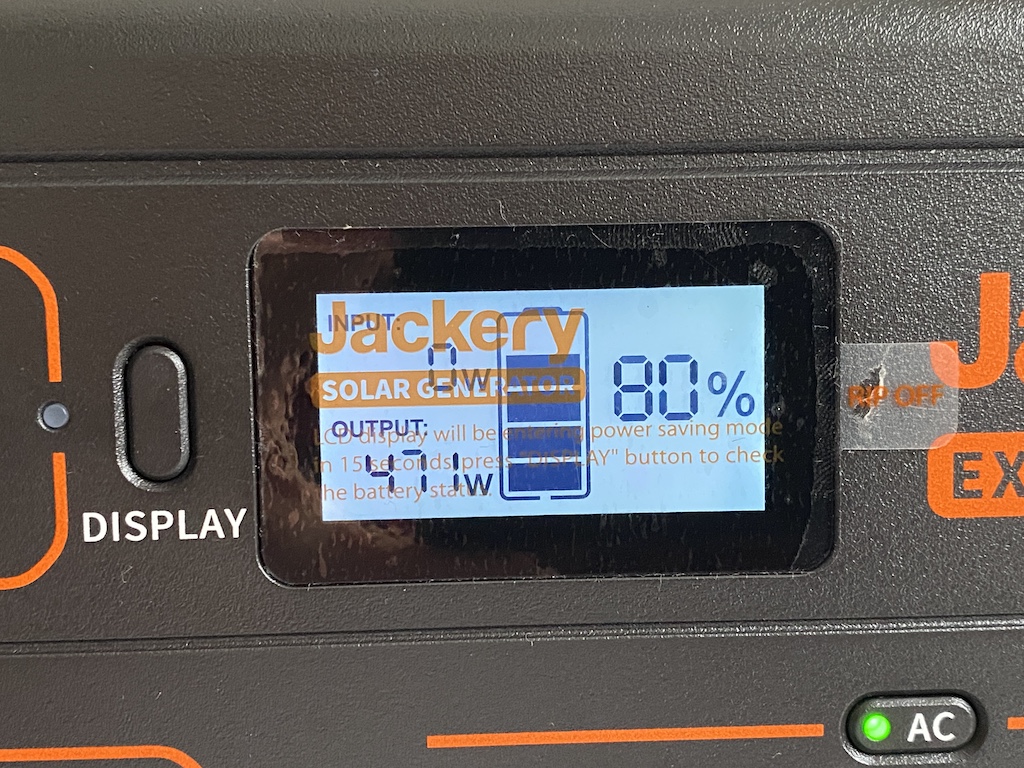 Jackery
SOLAR GENERATOR
LCD display will be entering power saving mode
in 15 seconds, press "DISPLAY" button to check
the battery status.
INPUT:
0W
OUTPUT:
471W
80%
RIP OFF
DISPLAY
Ja
EX
AC